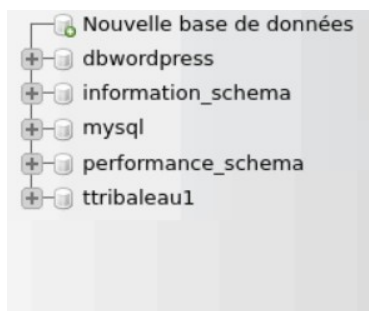 Nouvelle base de données
dbwordpress
information_schema
mysql
performance_schema
ttribaleau1